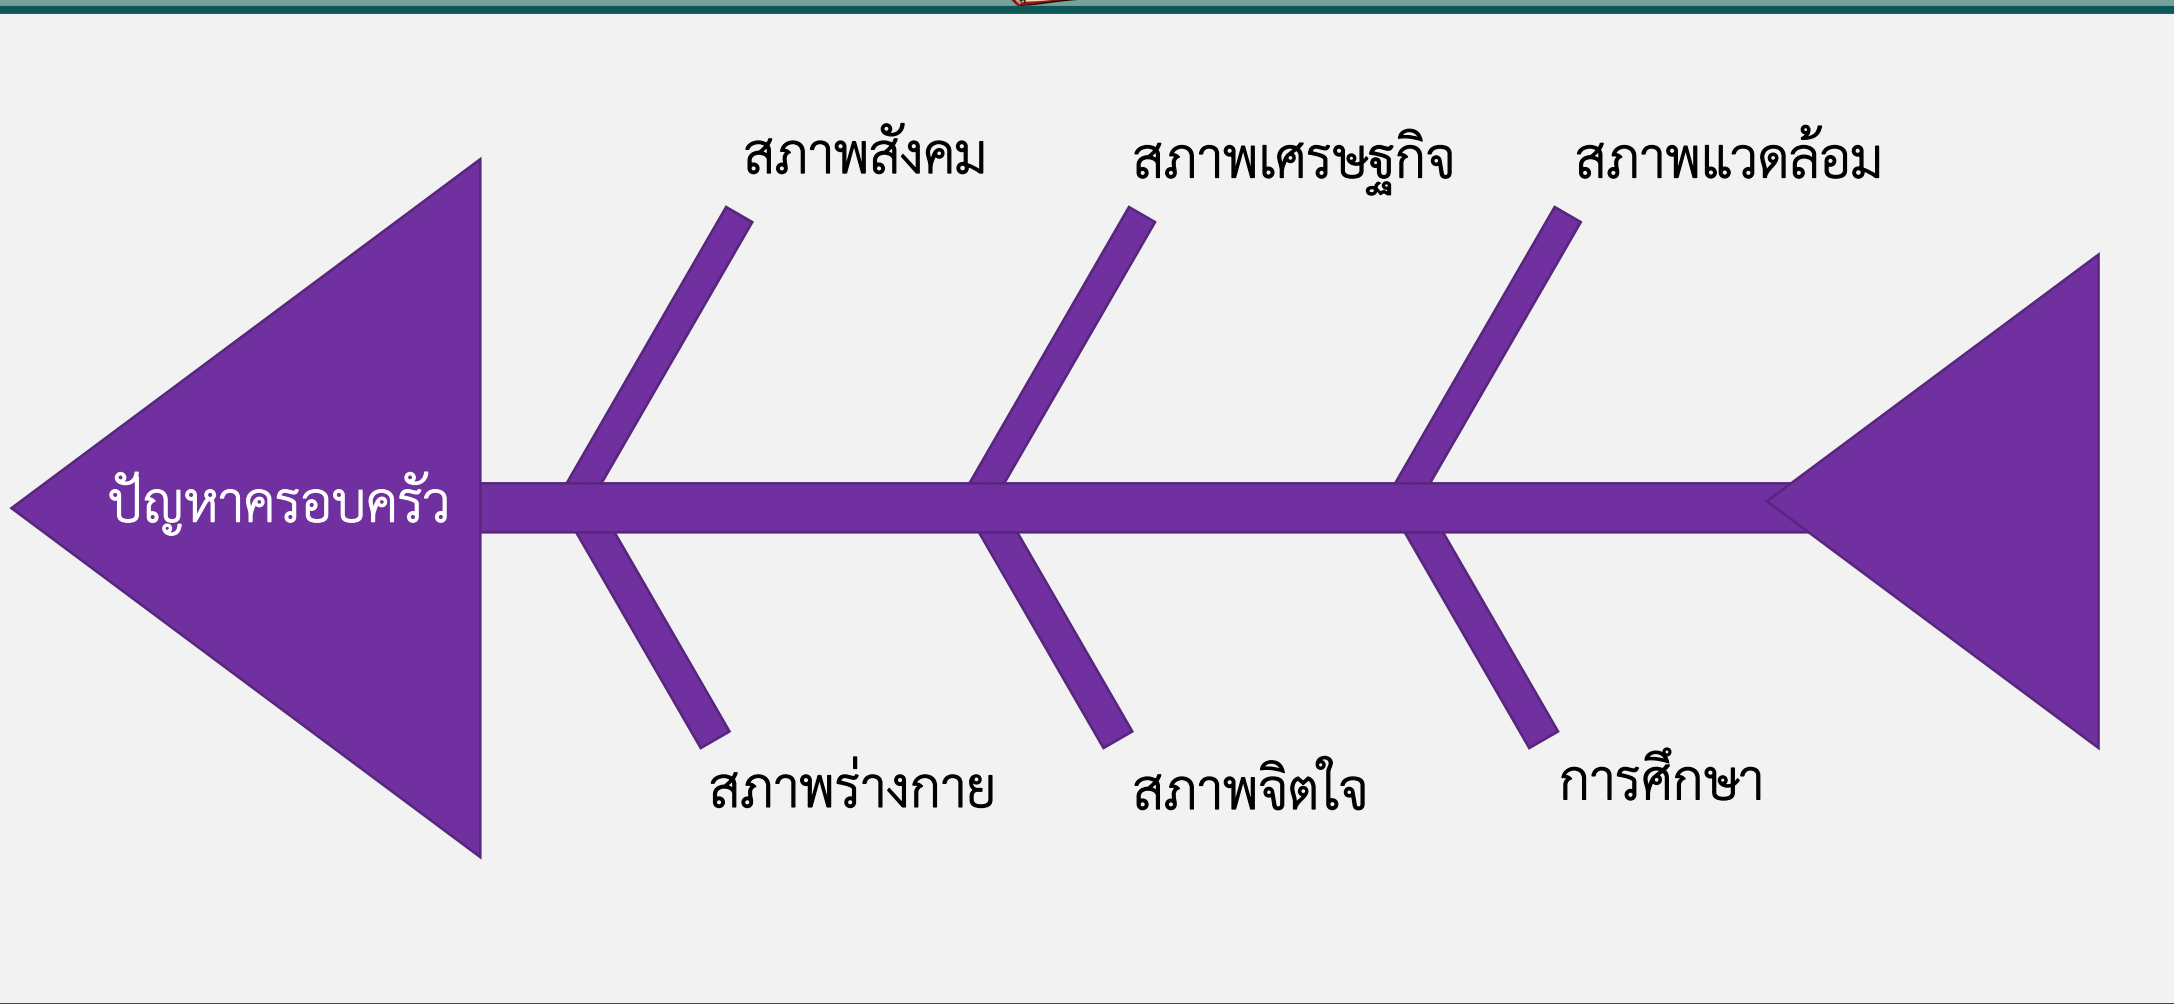 สภาพสังคม
สภาพเศรษฐกิจ
สภาพแวดล้อม
ปัญหาครอบครัว
สภาพร่างกาย
สภาพจิตใจ
การศึกษา